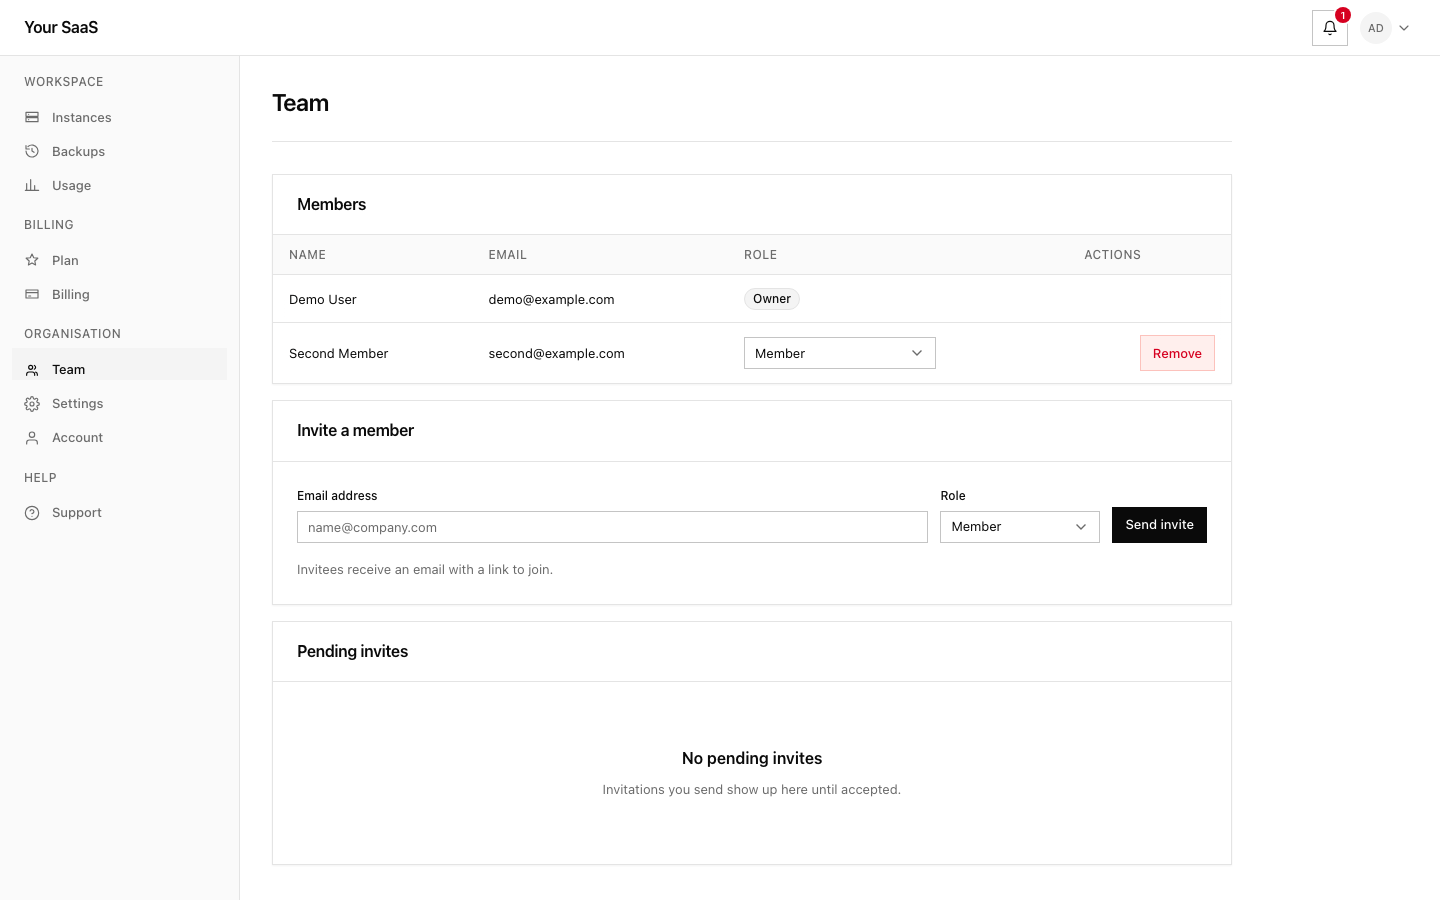 Your SaaS
1
AD
WORKSPACE
Instances
Backups
Usage
BILLING
Plan
Billing
ORGANISATION
Team
Settings
Account
HELP
Support
Team
Members
NAME EMAIL ROLE ACTIONS
Demo User demo@example.com Owner
Second Member second@example.com Member Remove
Invite a member
Email address Role
name@company.com Member Send invite
Invitees receive an email with a link to join.
Pending invites
No pending invites
Invitations you send show up here until accepted.